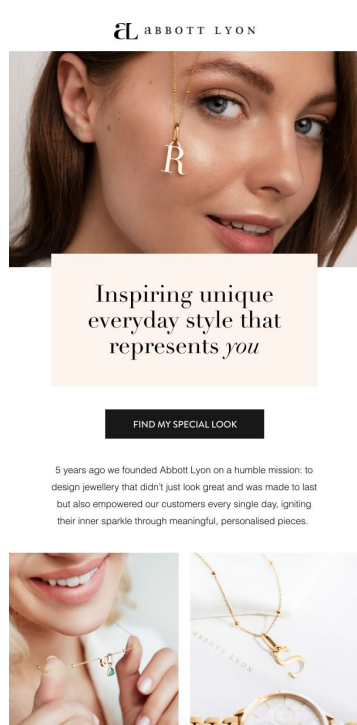 aL aBBOTT LYON
R
Inspiring unique
everyday style that
represents you
FIND MY SPECIAL LOOK
5 years ago we founded Abbott Lyon on a humble mission: to
design jewellery that didn't just look great and was made to last
but also empowered our customers every single day, igniting
their inner sparkle through meaningful, personalised pieces.
aBBOTT LYON
S